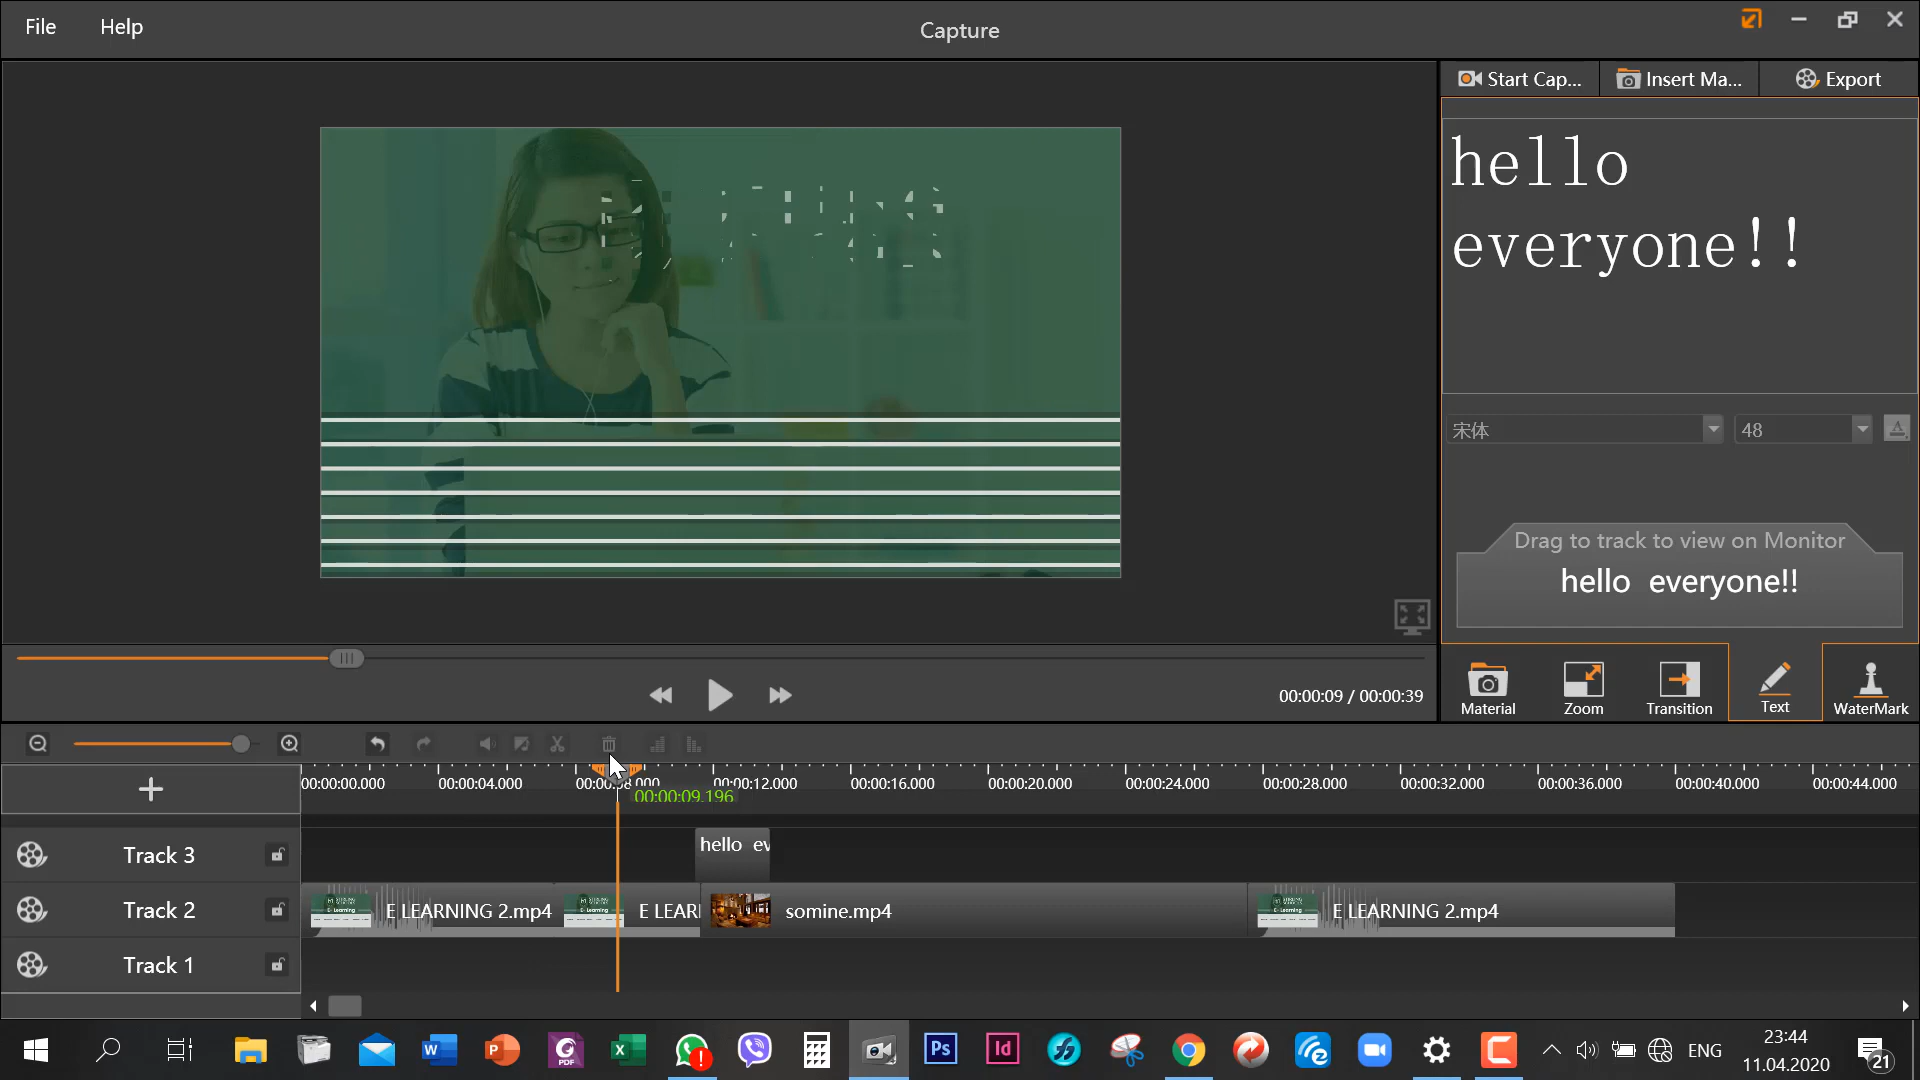 File
Help
Capture
Start Cap...
Insert Ma...
Export
hello
everyone!!
宋体
48
Drag to track to view on Monitor
hello everyone!!
Material
Zoom
Transition
Text
WaterMark
00:00:09 / 00:00:39
00:00:00.000
00:00:04.000
00:00:12.000
00:00:16.000
00:00:20.000
00:00:24.000
00:00:28.000
00:00:32.000
00:00:36.000
00:00:40.000
00:00:44.000
00:00:09.196
Track 3
hello ev
Track 2
E LEARNING 2.mp4
E LEARI
somine.mp4
E LEARNING 2.mp4
Track 1
W
P
PDF
X
Ps
Id
ENG
23:44
11.04.2020
21